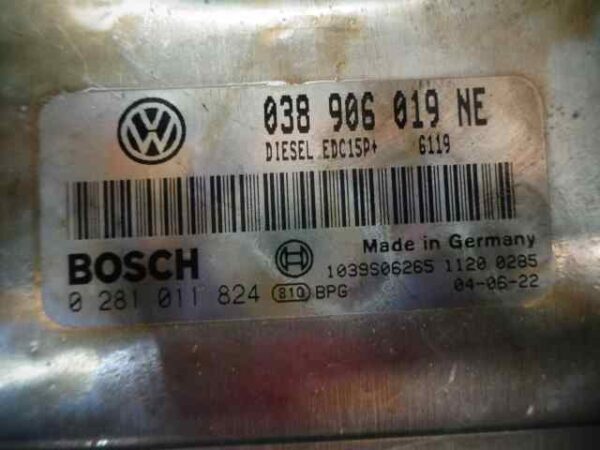 038 906 019 NE
DIESEL EDC15P+ 6119
Made in Germany
BOSCH
1039S06265 1120 0285
0 281 011 824 810 BPG 04-06-22